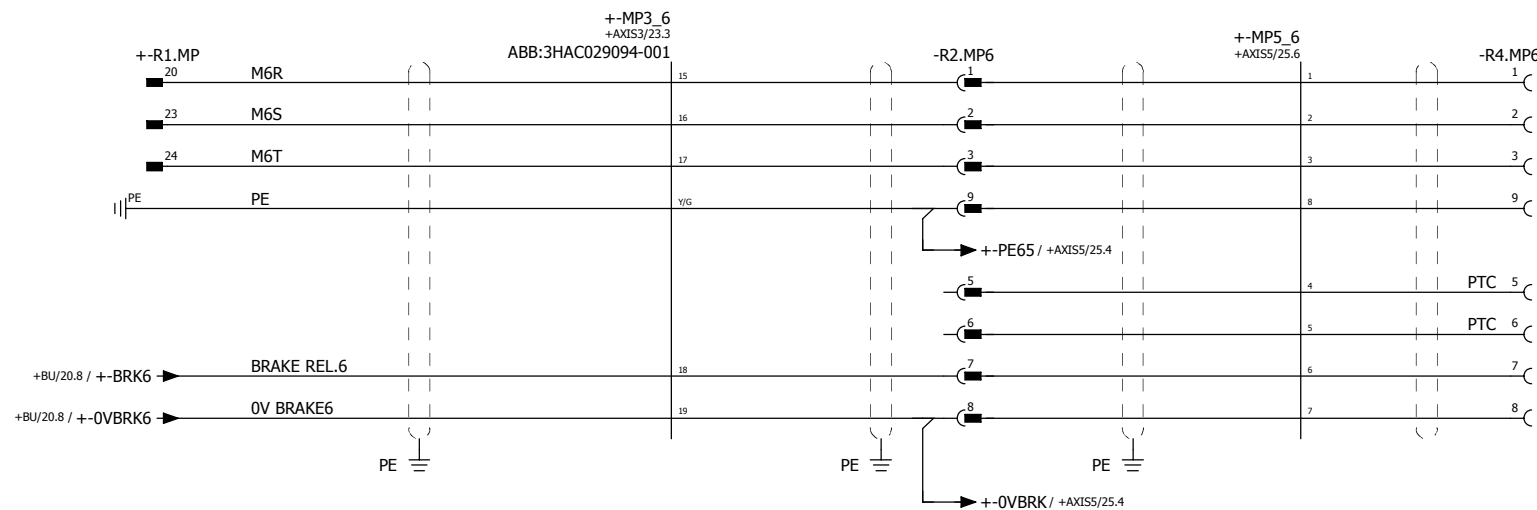 +-MP3_6
+AXIS3/23.3
ABB:3HAC029094-001
+-MP5_6
+AXIS5/25.6
+-R1.MP
-R2.MP6
-R4.MP6
20 M6R 15 1 1 1
23 M6S 16 2 2 2
24 M6T 17 3 3 3
PE PE Y/G 9 8 9
+-PE65 / +AXIS5/25.4
5 4 PTC 5
6 5 PTC 6
+BU/20.8 / +-BRK6 BRAKE REL.6 18 7 6 7
+BU/20.8 / +-0VBRK6 0V BRAKE6 19 8 7 8
PE PE PE
+-0VBRK / +AXIS5/25.4